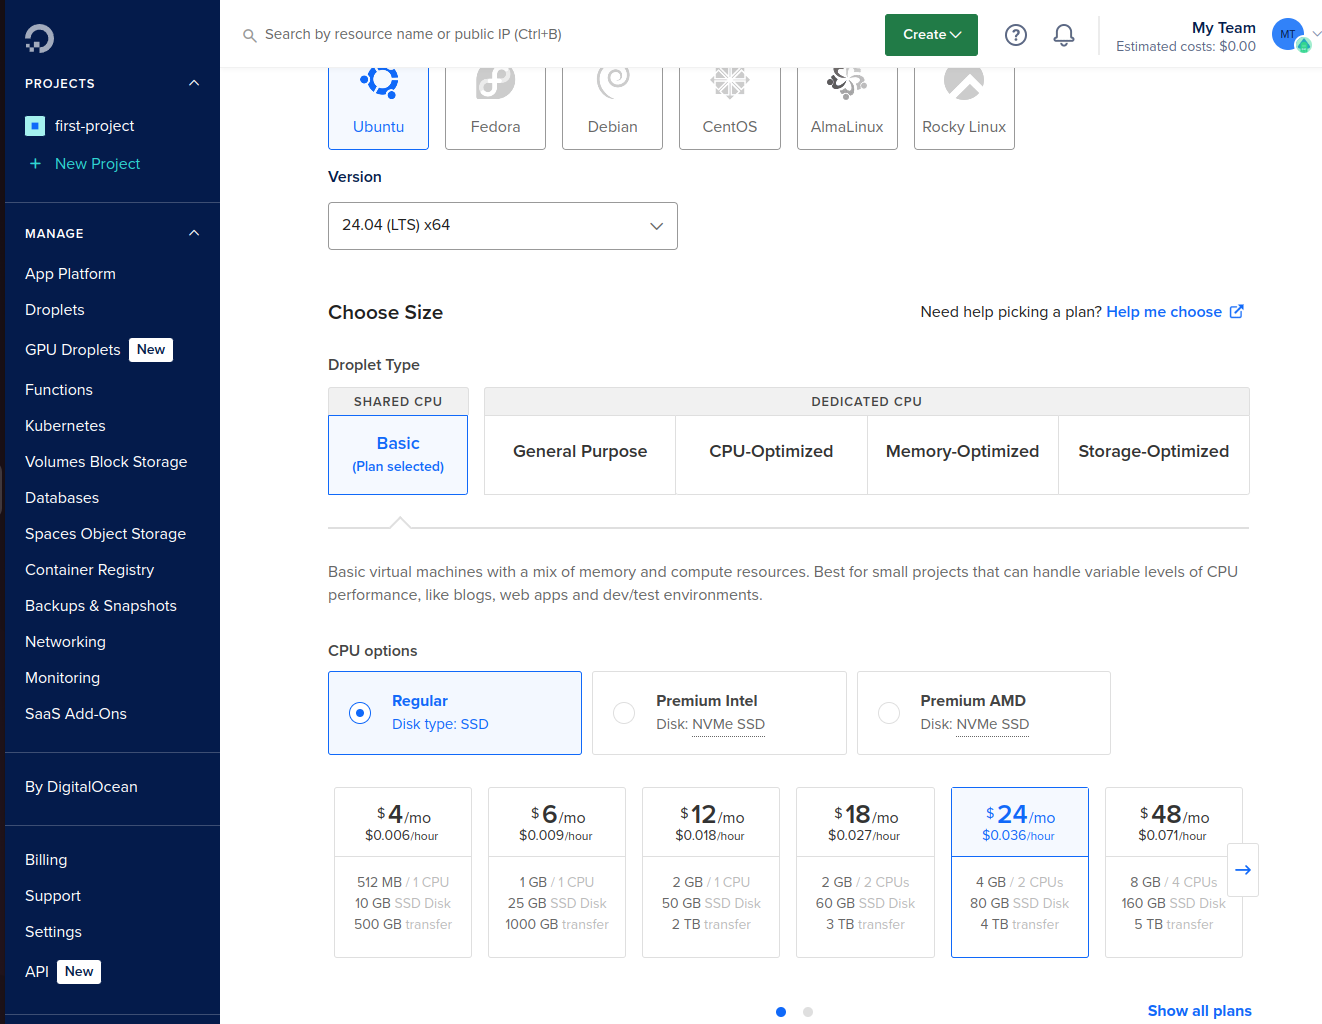 PROJECTS
first-project
+ New Project
MANAGE
App Platform
Droplets
GPU Droplets New
Functions
Kubernetes
Volumes Block Storage
Databases
Spaces Object Storage
Container Registry
Backups & Snapshots
Networking
Monitoring
SaaS Add-Ons
By DigitalOcean
Billing
Support
Settings
API New
Search by resource name or public IP (Ctrl+B)
Create
?
My Team
Estimated costs: $0.00
MT
Ubuntu
Fedora
Debian
CentOS
AlmaLinux
Rocky Linux
Version
24.04 (LTS) x64
Choose Size
Need help picking a plan? Help me choose
Droplet Type
SHARED CPU
Basic
(Plan selected)
DEDICATED CPU
General Purpose
CPU-Optimized
Memory-Optimized
Storage-Optimized
Basic virtual machines with a mix of memory and compute resources. Best for small projects that can handle variable levels of CPU
performance, like blogs, web apps and dev/test environments.
CPU options
Regular
Disk type: SSD
Premium Intel
Disk: NVMe SSD
Premium AMD
Disk: NVMe SSD
$ 4/mo
$0.006/hour
512 MB / 1 CPU
10 GB SSD Disk
500 GB transfer
$ 6/mo
$0.009/hour
1 GB / 1 CPU
25 GB SSD Disk
1000 GB transfer
$ 12/mo
$0.018/hour
2 GB / 1 CPU
50 GB SSD Disk
2 TB transfer
$ 18/mo
$0.027/hour
2 GB / 2 CPUs
60 GB SSD Disk
3 TB transfer
$ 24/mo
$0.036/hour
4 GB / 2 CPUs
80 GB SSD Disk
4 TB transfer
$ 48/mo
$0.071/hour
8 GB / 4 CPUs
160 GB SSD Disk
5 TB transfer
Show all plans